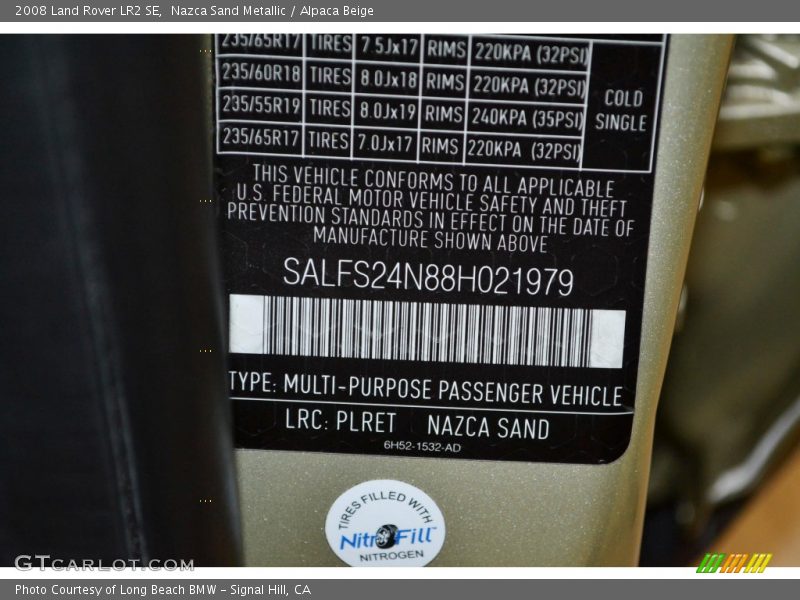 2008 Land Rover LR2 SE,  Nazca Sand Metallic / Alpaca Beige
235/65R17 TIRES 7.5Jx17 RIMS 220KPA (32PSI)
235/60R18 TIRES 8.0Jx18 RIMS 220KPA (32PSI)
235/55R19 TIRES 8.0Jx19 RIMS 240KPA (35PSI)
235/65R17 TIRES 7.0Jx17 RIMS 220KPA (32PSI)
COLD
SINGLE
THIS VEHICLE CONFORMS TO ALL APPLICABLE
U.S. FEDERAL MOTOR VEHICLE SAFETY AND THEFT
PREVENTION STANDARDS IN EFFECT ON THE DATE OF
MANUFACTURE SHOWN ABOVE
SALFS24N88H021979
TYPE: MULTI-PURPOSE PASSENGER VEHICLE
LRC: PLRET NAZCA SAND
6H52-1532-AD
TIRES FILLED WITH
NitroFill
NITROGEN
GTCARLOT.COM
Photo Courtesy of Long Beach BMW - Signal Hill, CA